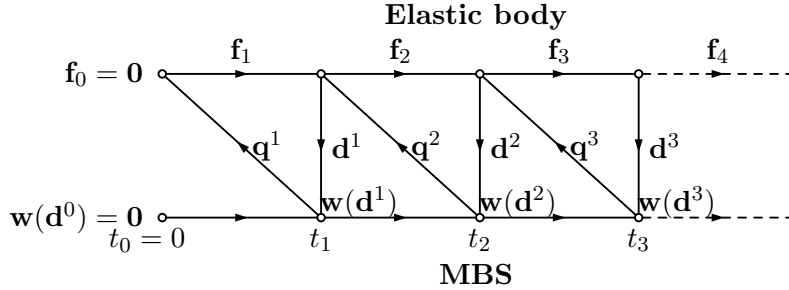 Elastic body
f₁ f₂ f₃ f₄
f₀ = 0
q¹ d¹ q² d² q³ d³
w(d⁰) = 0 w(d¹) w(d²) w(d³)
t₀ = 0 t₁ t₂ t₃
MBS